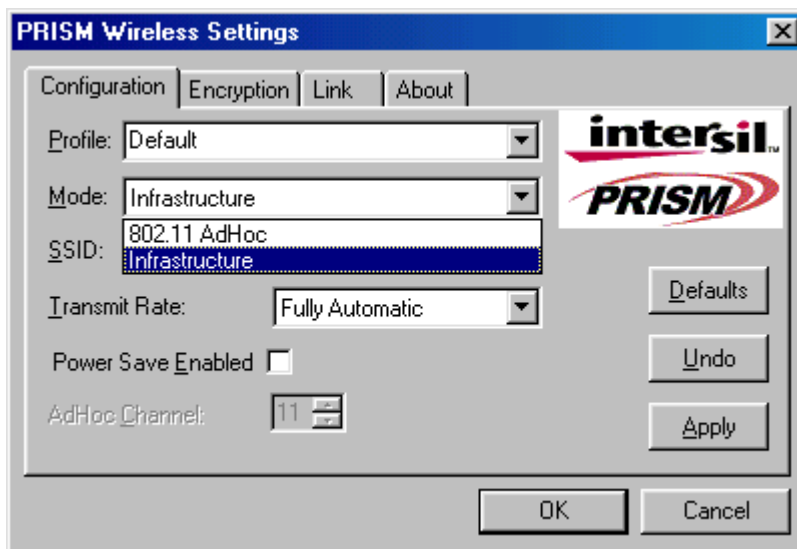 PRISM Wireless Settings
Configuration Encryption Link About
Profile: Default
intersil™
Mode: Infrastructure
PRISM
802.11 AdHoc
SSID:
Infrastructure
Defaults
Transmit Rate: Fully Automatic
Power Save Enabled
Undo
AdHoc Channel: 11
Apply
OK Cancel